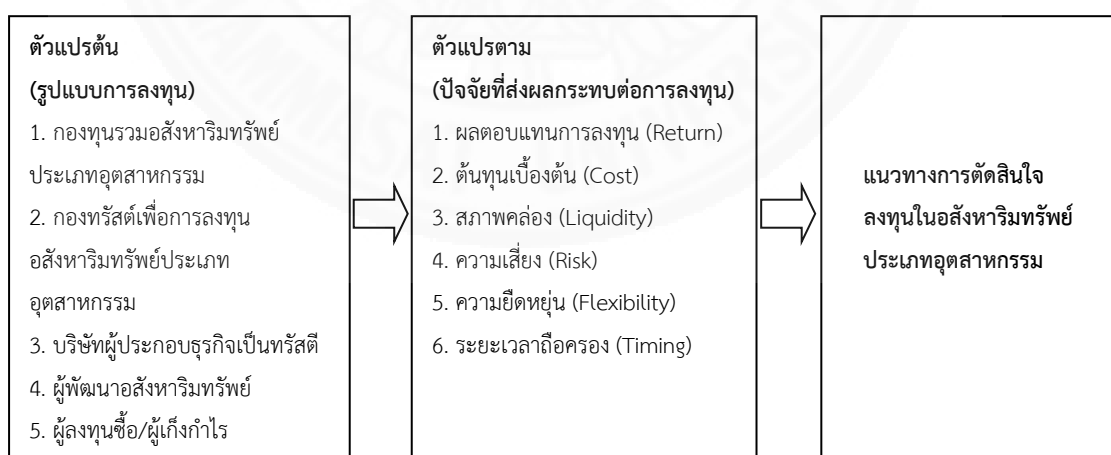 ตัวแปรต้น
(รูปแบบการลงทุน)
1. กองทุนรวมอสังหาริมทรัพย์
ประเภทอุตสาหกรรม
2. กองทรัสต์เพื่อการลงทุน
อสังหาริมทรัพย์ประเภท
อุตสาหกรรม
3. บริษัทผู้ประกอบธุรกิจเป็นทรัสตี
4. ผู้พัฒนาอสังหาริมทรัพย์
5. ผู้ลงทุนซื้อ/ผู้เก็งกำไร
ตัวแปรตาม
(ปัจจัยที่ส่งผลกระทบต่อการลงทุน)
1. ผลตอบแทนการลงทุน (Return)
2. ต้นทุนเบื้องต้น (Cost)
3. สภาพคล่อง (Liquidity)
4. ความเสี่ยง (Risk)
5. ความยืดหยุ่น (Flexibility)
6. ระยะเวลาถือครอง (Timing)
แนวทางการตัดสินใจ
ลงทุนในอสังหาริมทรัพย์
ประเภทอุตสาหกรรม